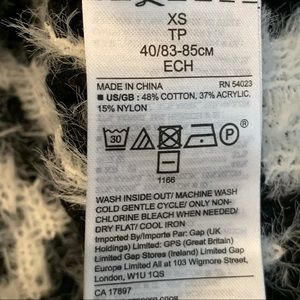 XS
TP
40/83-85CM
ECH
MADE IN CHINA RN 54023
■ US/GB : 48% COTTON, 37% ACRYLIC,
15% NYLON
30 P
1166
WASH INSIDE OUT/ MACHINE WASH
COLD GENTLE CYCLE/ ONLY NON-
CHLORINE BLEACH WHEN NEEDED/
DRY FLAT/ COOL IRON
Imported By/Importe Par: Gap (UK
Holdings) Limited: GPS (Great Britain)
Limited Gap Stores (Ireland) Limited Gap
Europe Limited All at 103 Wigmore Street,
London, W1U 1QS
CA 17897